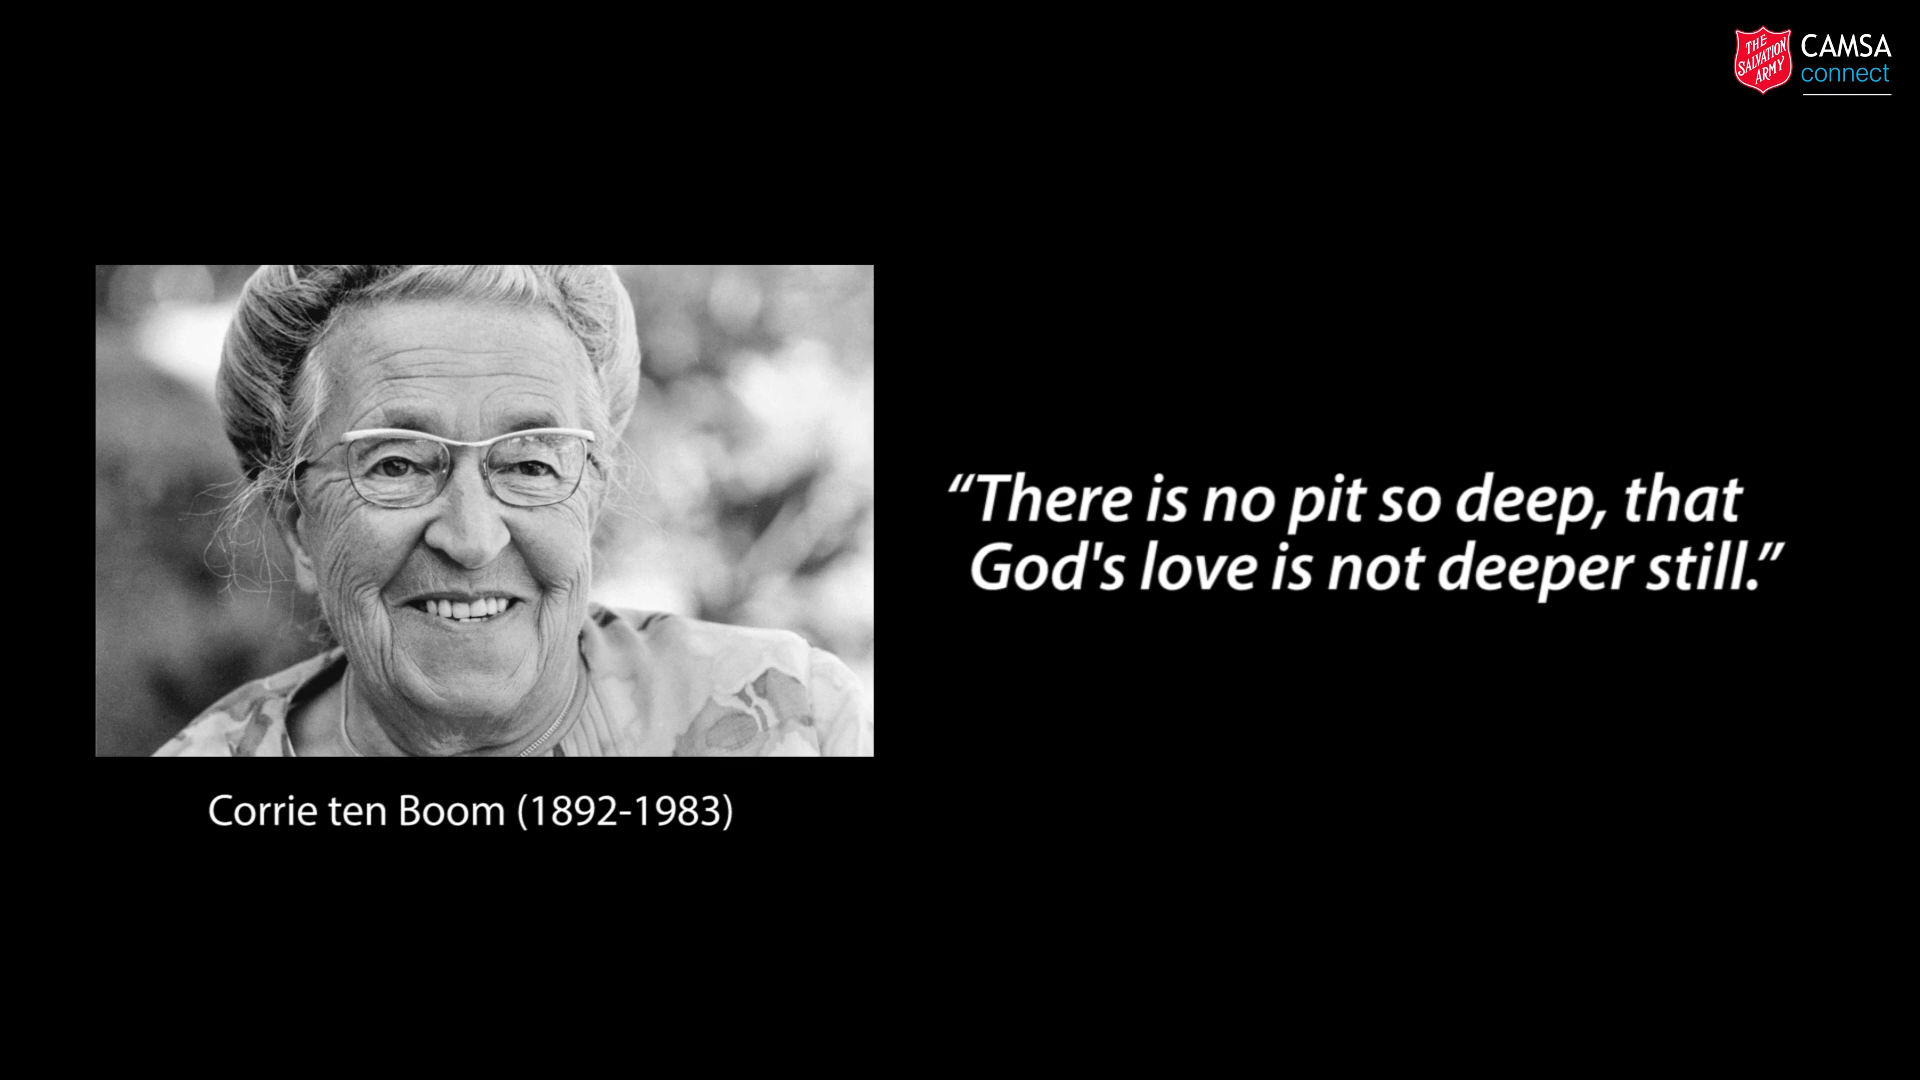 THE
SALVATION
ARMY
CAMSA
connect
“There is no pit so deep, that
God's love is not deeper still.”
Corrie ten Boom (1892-1983)